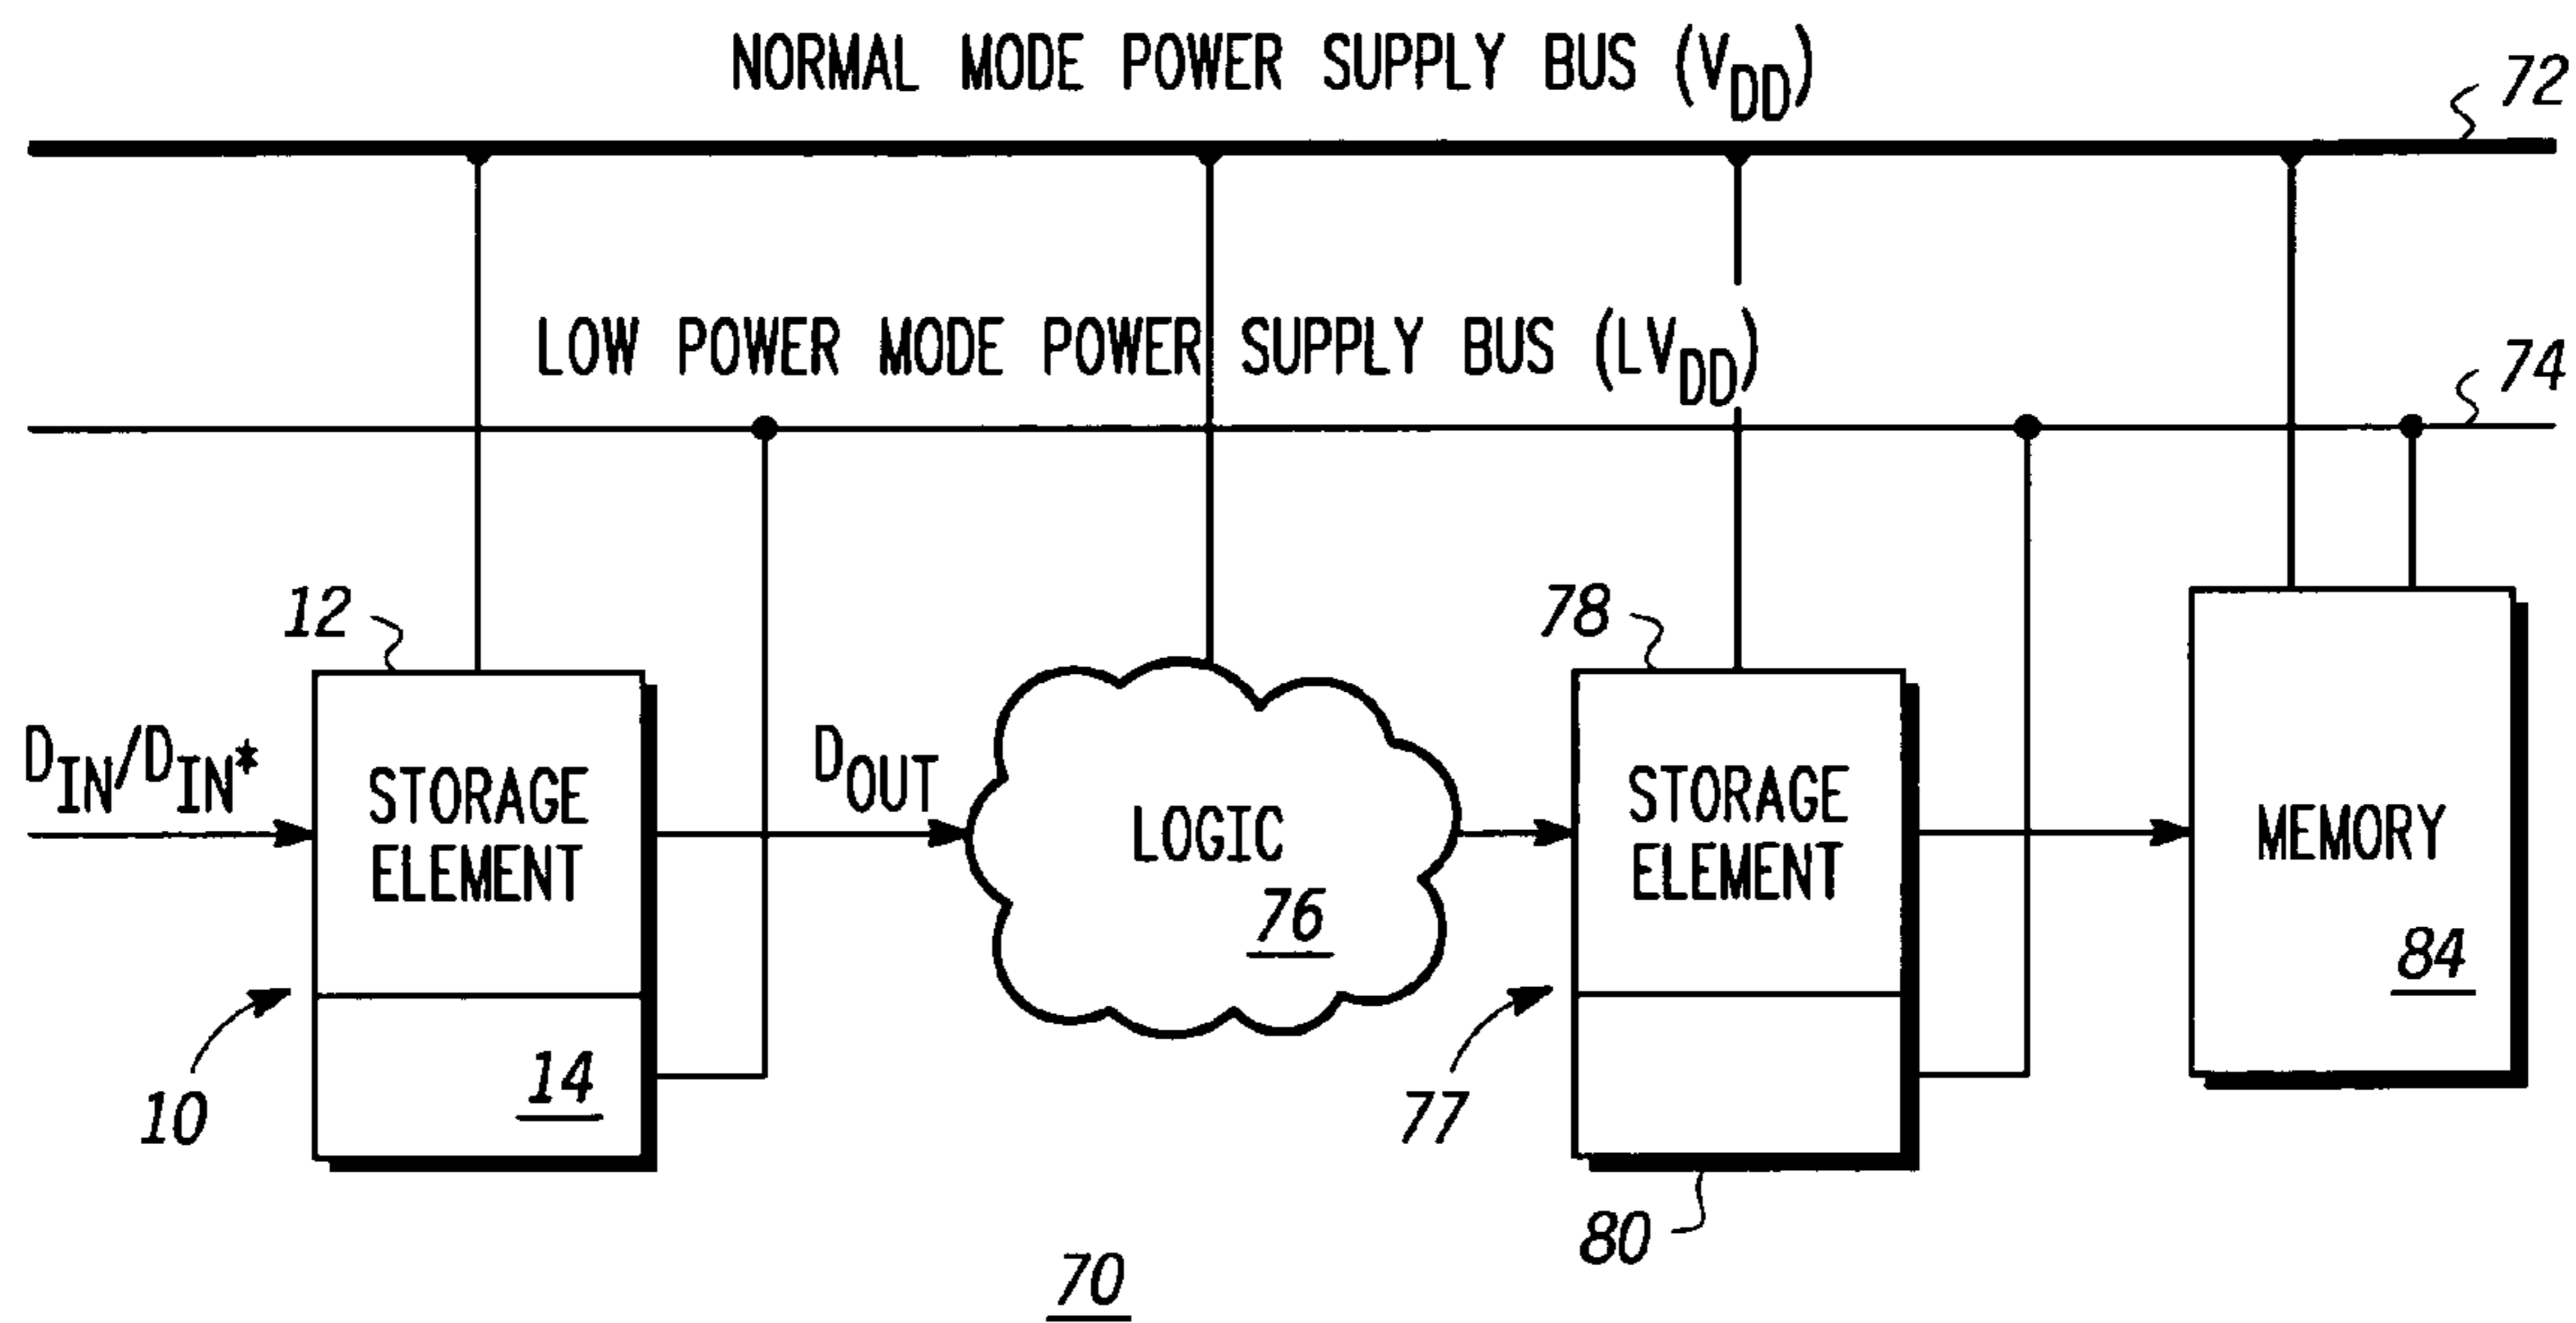 NORMAL MODE POWER SUPPLY BUS (VDD)
72
LOW POWER MODE POWER SUPPLY BUS (LVDD)
74
12
78
DIN/DIN*
STORAGE
ELEMENT
DOUT
LOGIC
76
STORAGE
ELEMENT
MEMORY
84
10
14
77
80
70